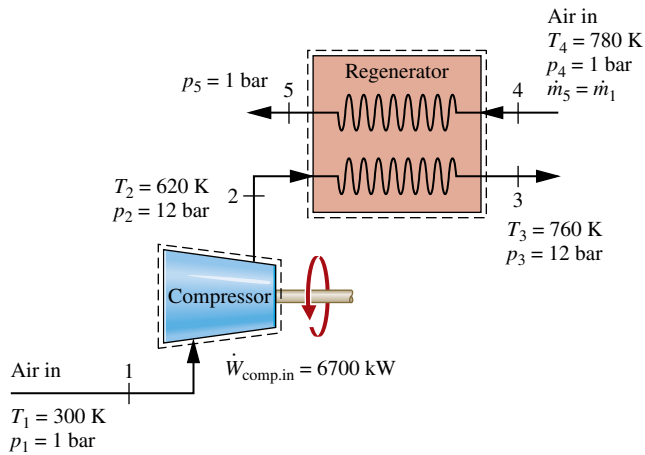 Air in
T₄ = 780 K
p₄ = 1 bar
ṁ₅ = ṁ₁
p₅ = 1 bar
5
Regenerator
4
T₂ = 620 K
p₂ = 12 bar
2
3
T₃ = 760 K
p₃ = 12 bar
Compressor
Ẇcomp.in = 6700 kW
Air in
1
T₁ = 300 K
p₁ = 1 bar